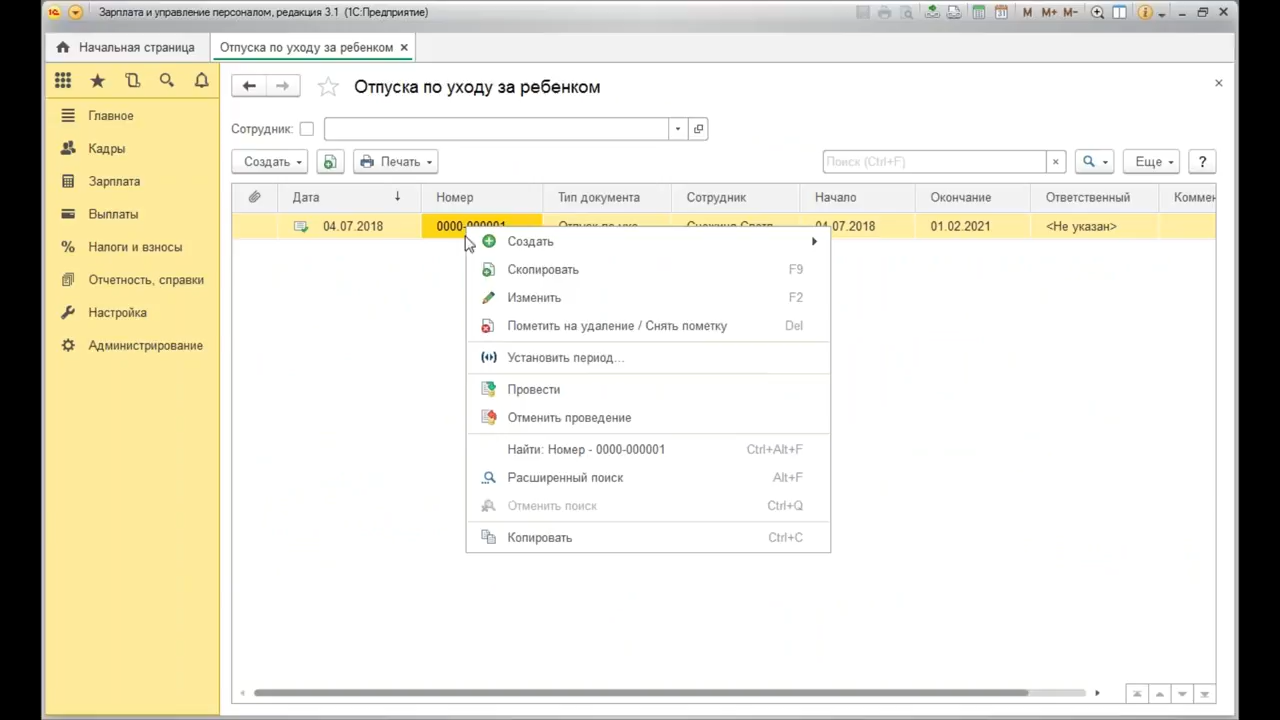 Зарплата и управление персоналом, редакция 3.1 (1С:Предприятие)
M M+ M-
Начальная страница
Отпуска по уходу за ребенком ×
Отпуска по уходу за ребенком
Главное
Кадры
Зарплата
Выплаты
Налоги и взносы
Отчетность, справки
Настройка
Администрирование
Сотрудник:
Создать
Печать
Поиск (Ctrl+F)
Еще
?
Дата ↓ Номер Тип документа Сотрудник Начало Окончание Ответственный Коммен
04.07.2018 0000-000001 04.07.2018 01.02.2021 <Не указан>
Создать
Скопировать F9
Изменить F2
Пометить на удаление / Снять пометку Del
Установить период...
Провести
Отменить проведение
Найти: Номер - 0000-000001 Ctrl+Alt+F
Расширенный поиск Alt+F
Отменить поиск Ctrl+Q
Копировать Ctrl+C